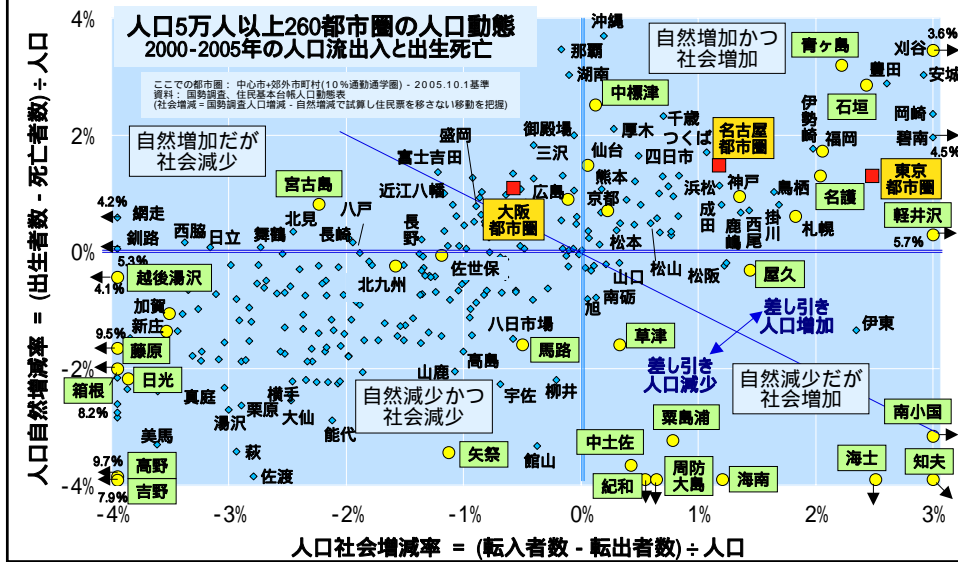 人口5万人以上260都市圏の人口動態
2000-2005年の人口流出入と出生死亡
ここでの都市圏： 中心市+郊外市町村(10%通勤通学圏) - 2005.10.1基準
資料： 国勢調査、住民基本台帳人口動態表
(社会増減＝国勢調査人口増減 - 自然増減で試算し住民票を移さない移動を把握)
人口自然増減率 ＝ (出生者数 - 死亡者数) ÷ 人口
4%
2%
0%
-2%
-4%
沖縄
那覇
湖南
自然増加かつ
社会増加
青ヶ島
3.6%
刈谷
豊田
安城
石垣
中標津
岡崎
伊勢崎
碧南
4.5%
自然増加だが
社会減少
盛岡
御殿場
厚木
千歳
つくば
名古屋
都市圏
福岡
三沢
仙台
四日市
富士吉田
熊本
浜松
神戸
鳥栖
名護
東京
都市圏
近江八幡
広島
京都
宮古島
大阪
都市圏
成田
鹿嶋
西尾
掛川
札幌
軽井沢
5.7%
4.2%
網走
北見
八戸
長野
釧路
西脇
日立
舞鶴
長崎
松本
5.3%
越後湯沢
4.1%
北九州
佐世保
山口
松山
松阪
屋久
南砺
旭
加賀
新庄
9.5%
藤原
八日市場
馬路
草津
差し引き
人口増加
差し引き
人口減少
伊東
高島
山鹿
箱根
日光
8.2%
真庭
湯沢
横手
栗原
大仙
能代
自然減少かつ
社会減少
宇佐
柳井
自然減少だが
社会増加
南小国
粟島浦
美馬
萩
佐渡
矢祭
館山
中土佐
9.7%
高野
吉野
7.9%
紀和
周防
大島
海南
海士
知夫
-4%
-3%
-2%
-1%
0%
1%
2%
3%
人口社会増減率 ＝ (転入者数 - 転出者数) ÷ 人口